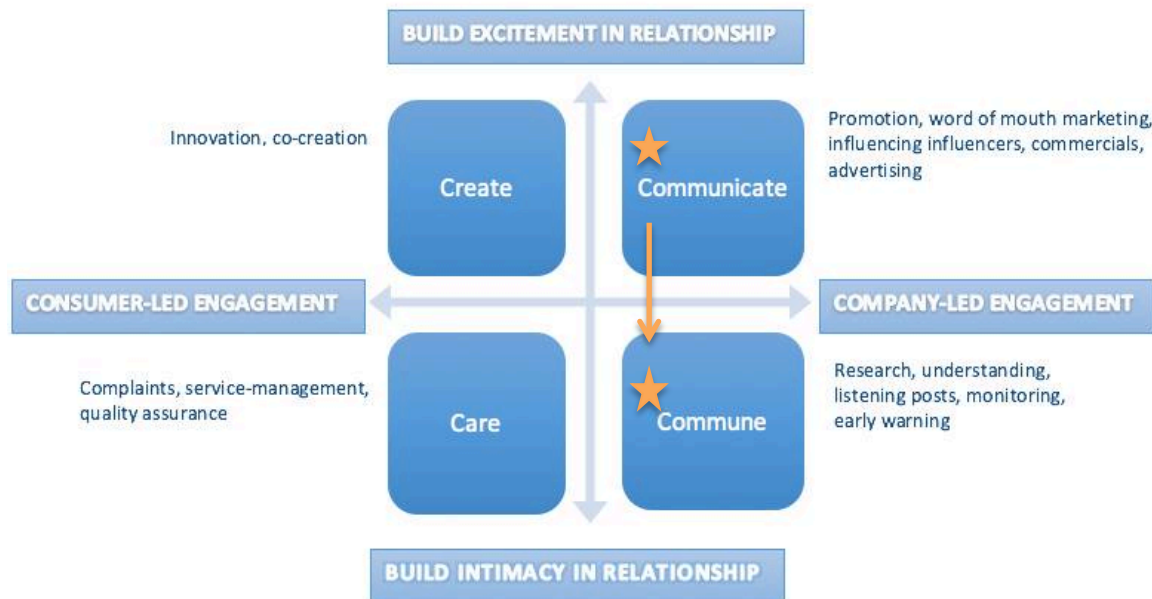 BUILD EXCITEMENT IN RELATIONSHIP
Innovation, co-creation
Create
Communicate
Promotion, word of mouth marketing,
influencing influencers, commercials,
advertising
CONSUMER-LED ENGAGEMENT
COMPANY-LED ENGAGEMENT
Complaints, service-management,
quality assurance
Care
Commune
Research, understanding,
listening posts, monitoring,
early warning
BUILD INTIMACY IN RELATIONSHIP